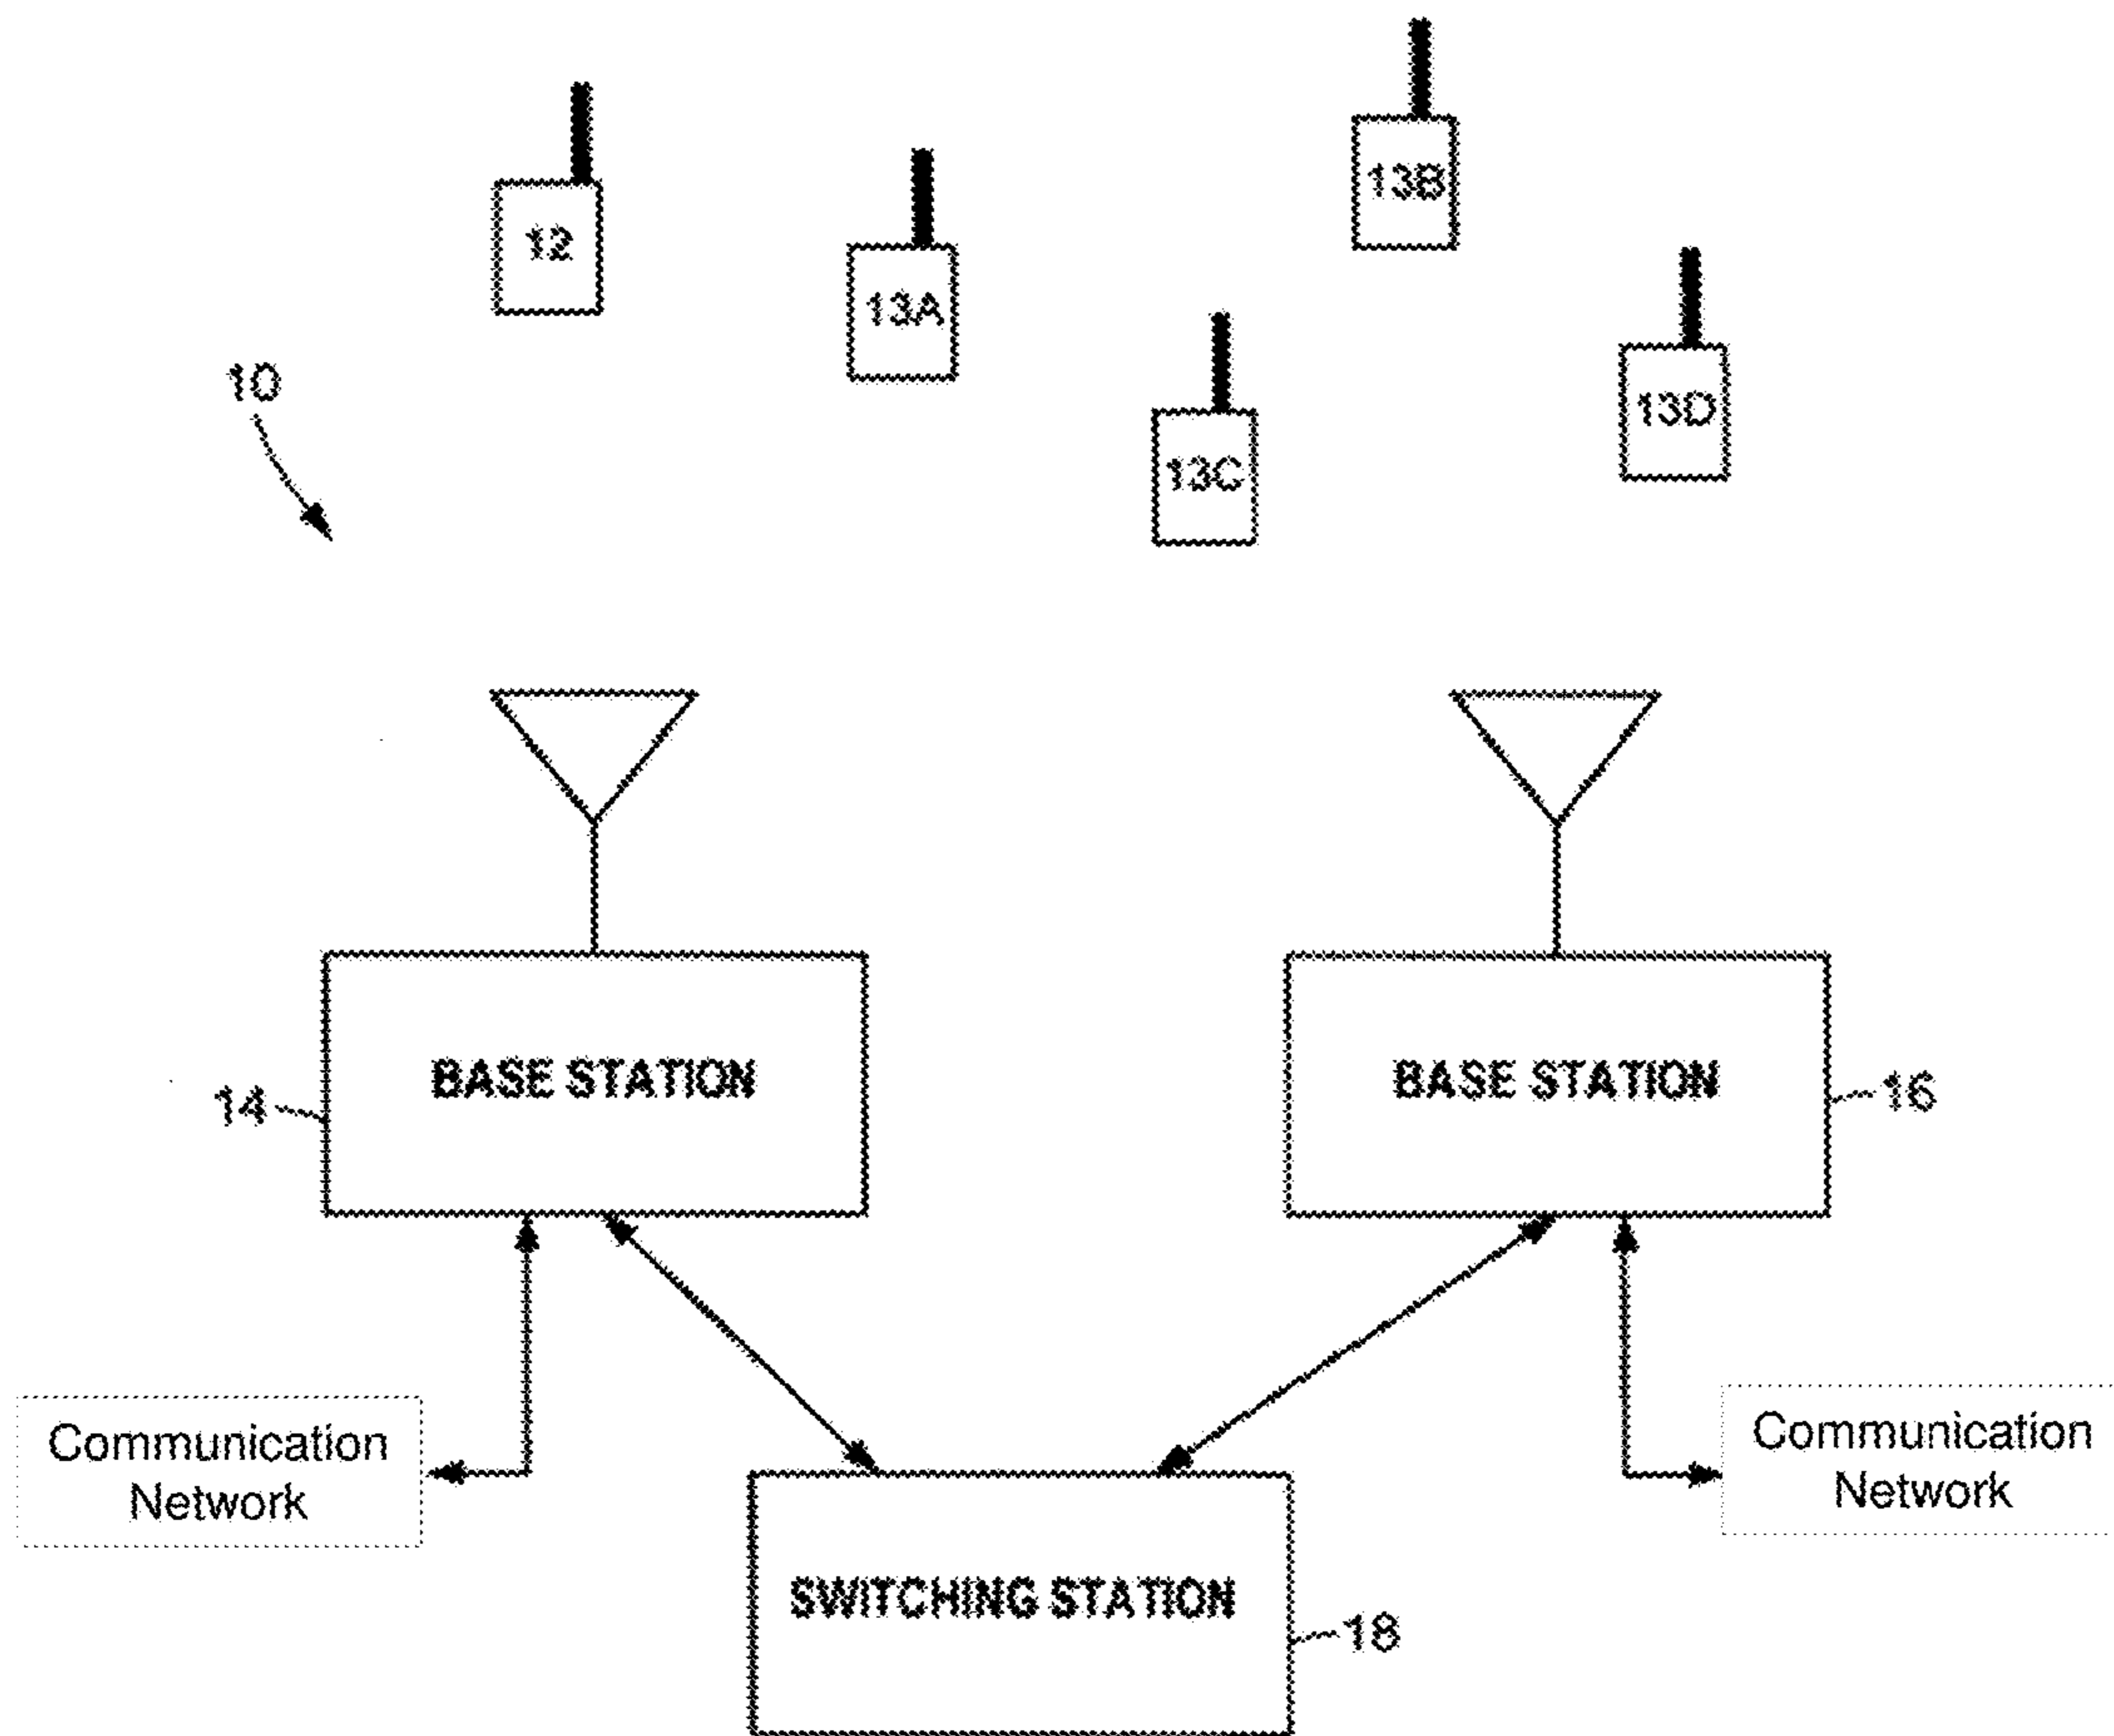 13B
12
13A
13D
10
13C
BASE STATION
BASE STATION
14
16
Communication
Network
Communication
Network
SWITCHING STATION
18